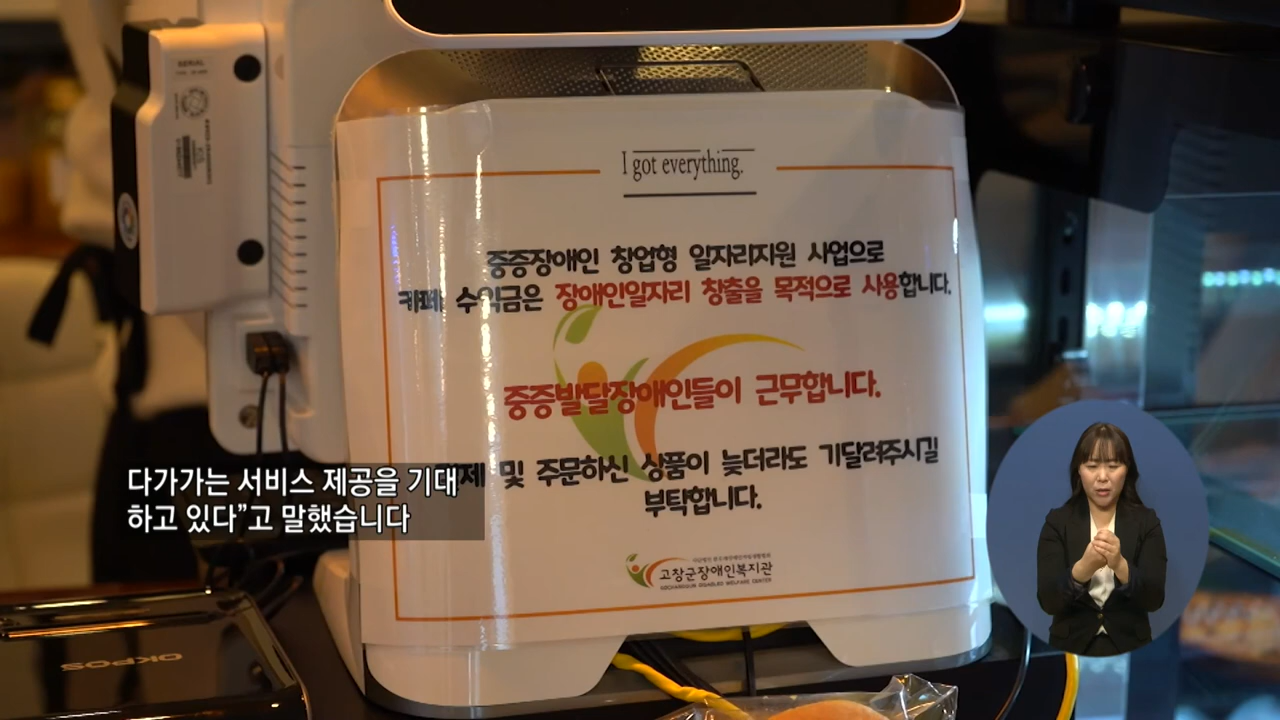 SERIAL
I got everything.
중증장애인 창업형 일자리지원 사업으로
카페 수익금은 장애인일자리 창출을 목적으로 사용합니다.
중증발달장애인들이 근무합니다.
및 주문하신 상품이 늦더라도 기달려주시길
부탁합니다.
고창군장애인복지관
GOCHANGGUN DISABLED WELFARE CENTER
다가가는 서비스 제공을 기대
하고 있다”고 말했습니다
OKPOS